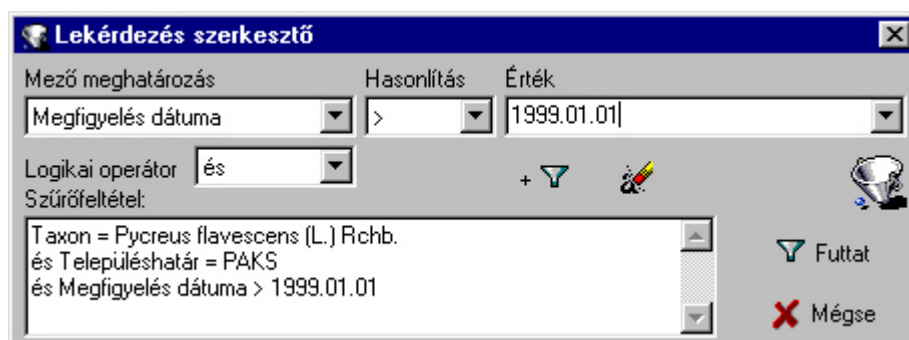 Lekérdezés szerkesztő
Mező meghatározás Hasonlítás Érték
Megfigyelés dátuma > 1999.01.01
Logikai operátor és
+
Szűrőfeltétel:
Taxon = Pycreus flavescens (L.) Rchb.
és Településhatár = PAKS
és Megfigyelés dátuma > 1999.01.01
Futtat
Mégse